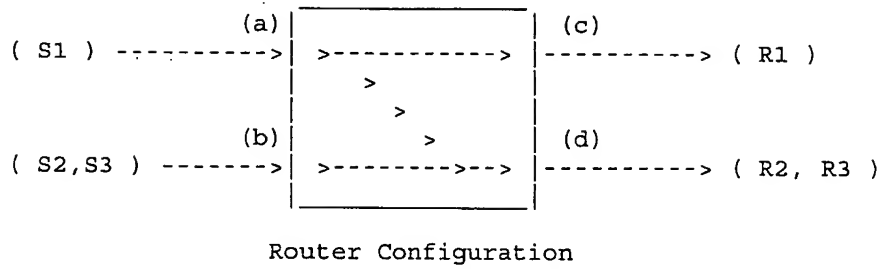 (a) (c)
( S1 ) ----------->| >-----------> |----------> ( R1 )
>
>
(b) > (d)
( S2,S3 ) ------->| >-------->--> |----------> ( R2, R3 )
Router Configuration